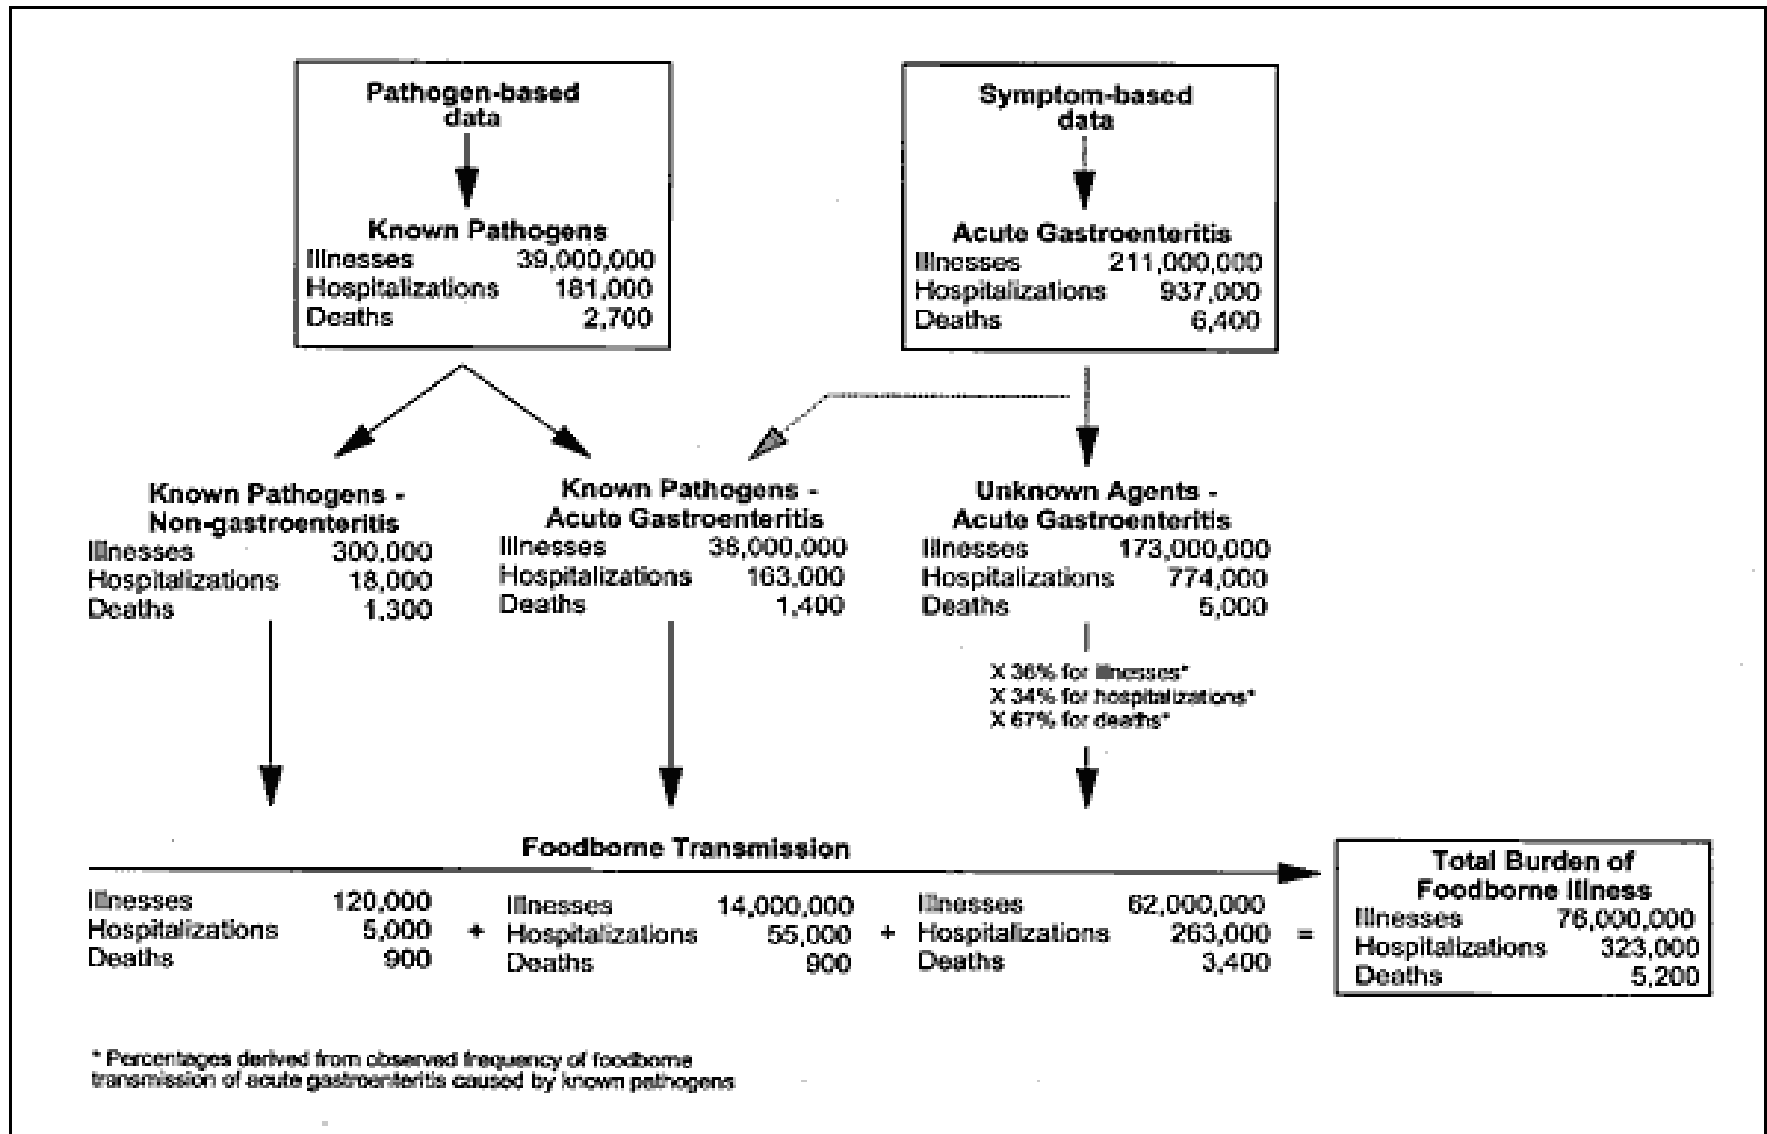 Pathogen-based
data
Known Pathogens
Illnesses 39,000,000
Hospitalizations 181,000
Deaths 2,700
Symptom-based
data
Acute Gastroenteritis
Illnesses 211,000,000
Hospitalizations 937,000
Deaths 6,400
Known Pathogens -
Non-gastroenteritis
Illnesses 300,000
Hospitalizations 18,000
Deaths 1,300
Known Pathogens -
Acute Gastroenteritis
Illnesses 38,000,000
Hospitalizations 163,000
Deaths 1,400
Unknown Agents -
Acute Gastroenteritis
Illnesses 173,000,000
Hospitalizations 774,000
Deaths 5,000
X 36% for illnesses*
X 34% for hospitalizations*
X 67% for deaths*
Foodborne Transmission
Illnesses 120,000
Hospitalizations 5,000
Deaths 900
+
Illnesses 14,000,000
Hospitalizations 55,000
Deaths 900
+
Illnesses 62,000,000
Hospitalizations 263,000
Deaths 3,400
=
Total Burden of
Foodborne Illness
Illnesses 76,000,000
Hospitalizations 323,000
Deaths 5,200
* Percentages derived from observed frequency of foodborne
transmission of acute gastroenteritis caused by known pathogens